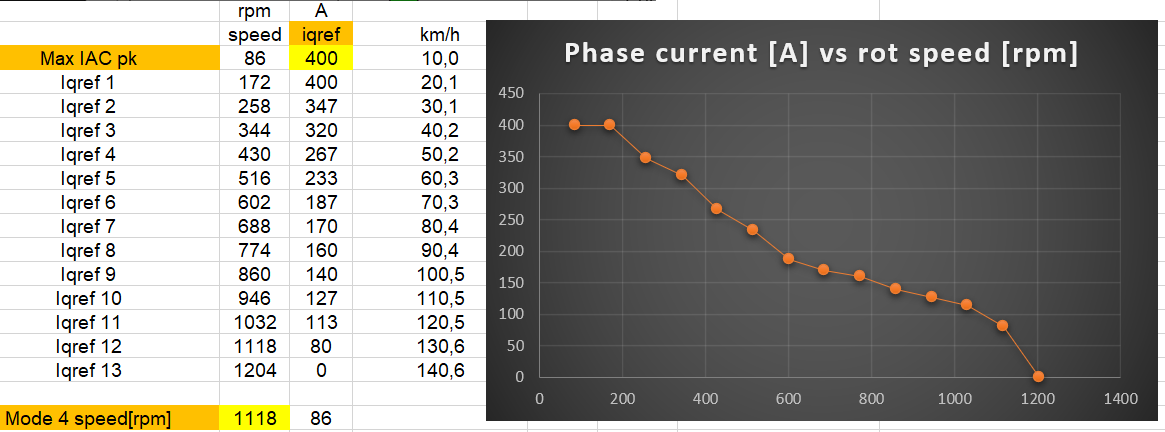 rpm A
speed iqref km/h
Max IAC pk 86 400 10,0
Iqref 1 172 400 20,1
Iqref 2 258 347 30,1
Iqref 3 344 320 40,2
Iqref 4 430 267 50,2
Iqref 5 516 233 60,3
Iqref 6 602 187 70,3
Iqref 7 688 170 80,4
Iqref 8 774 160 90,4
Iqref 9 860 140 100,5
Iqref 10 946 127 110,5
Iqref 11 1032 113 120,5
Iqref 12 1118 80 130,6
Iqref 13 1204 0 140,6
Mode 4 speed[rpm] 1118 86
Phase current [A] vs rot speed [rpm]
450
400
350
300
250
200
150
100
50
0
0 200 400 600 800 1000 1200 1400